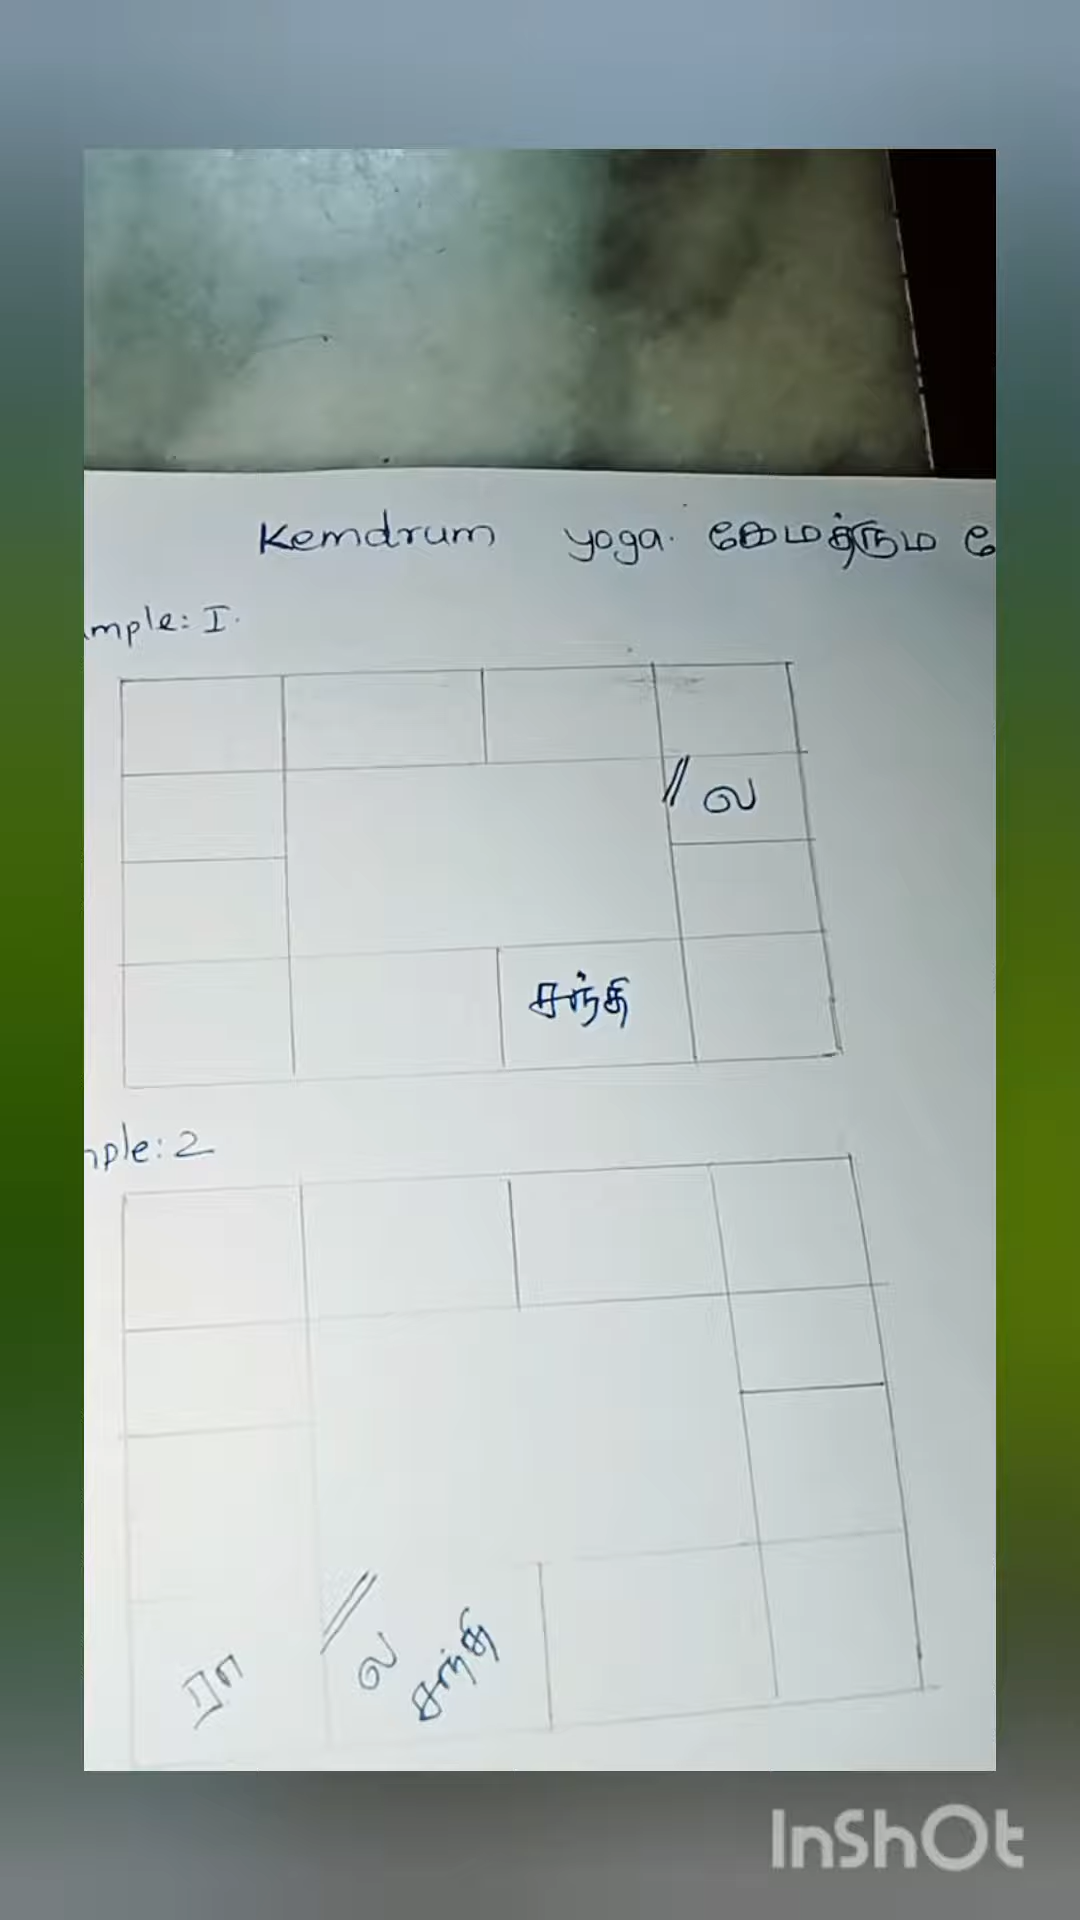 Kemdrum yoga. கேமத்ரும
mple: I.
// ல
சந்தி
ple: 2
// ல
சந்தி
ரா
InShOt